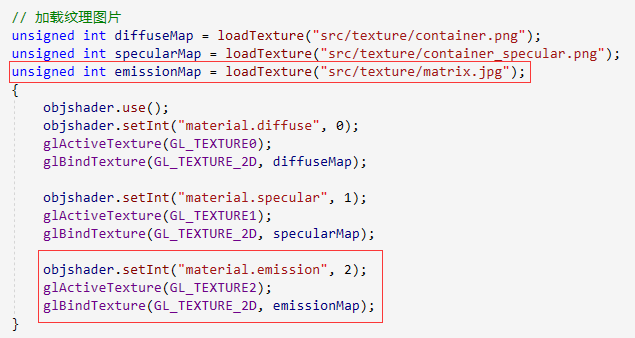 // 加载纹理图片
unsigned int diffuseMap = loadTexture("src/texture/container.png");
unsigned int specularMap = loadTexture("src/texture/container_specular.png");
unsigned int emissionMap = loadTexture("src/texture/matrix.jpg");
{
    objshader.use();
    objshader.setInt("material.diffuse", 0);
    glActiveTexture(GL_TEXTURE0);
    glBindTexture(GL_TEXTURE_2D, diffuseMap);

    objshader.setInt("material.specular", 1);
    glActiveTexture(GL_TEXTURE1);
    glBindTexture(GL_TEXTURE_2D, specularMap);

    objshader.setInt("material.emission", 2);
    glActiveTexture(GL_TEXTURE2);
    glBindTexture(GL_TEXTURE_2D, emissionMap);
}